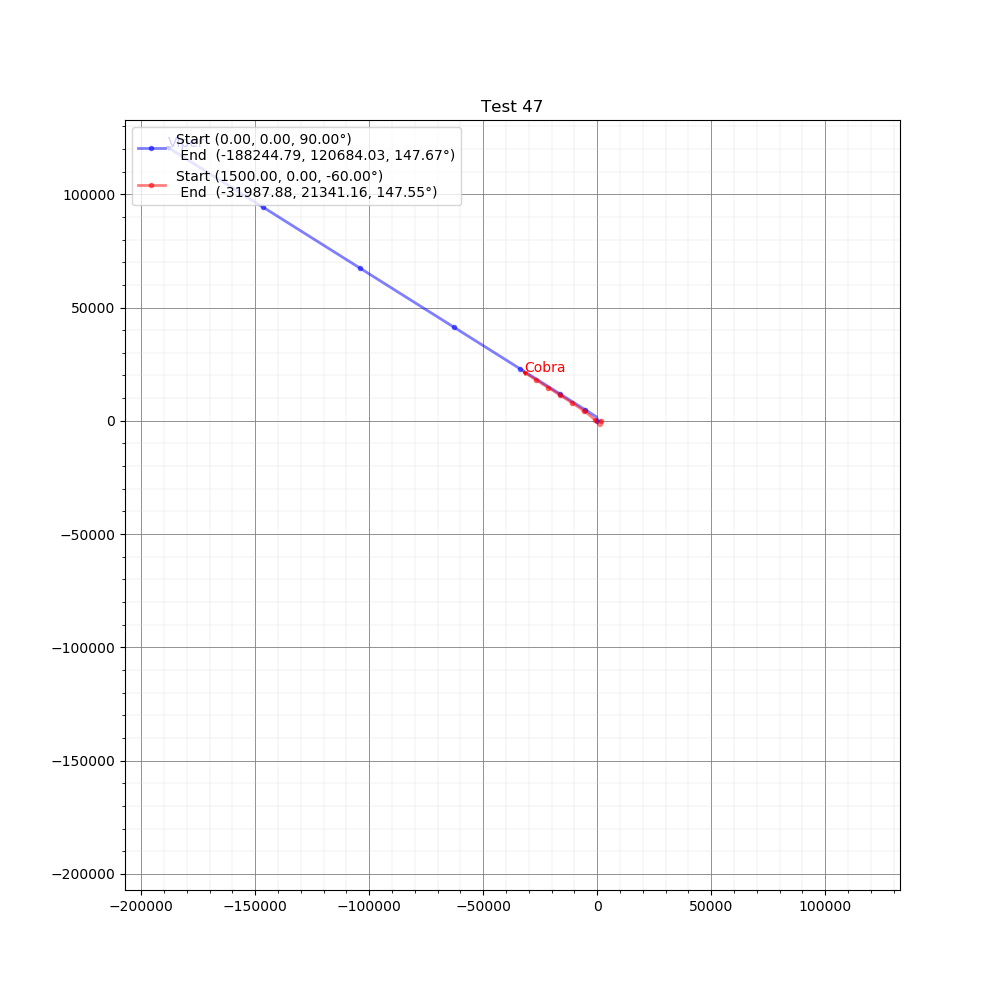 Test 47
Start (0.00, 0.00, 90.00°)
End (-188244.79, 120684.03, 147.67°)
Start (1500.00, 0.00, -60.00°)
End (-31987.88, 21341.16, 147.55°)
Cobra
100000
50000
0
−50000
−100000
−150000
−200000
−200000 −150000 −100000 −50000 0 50000 100000